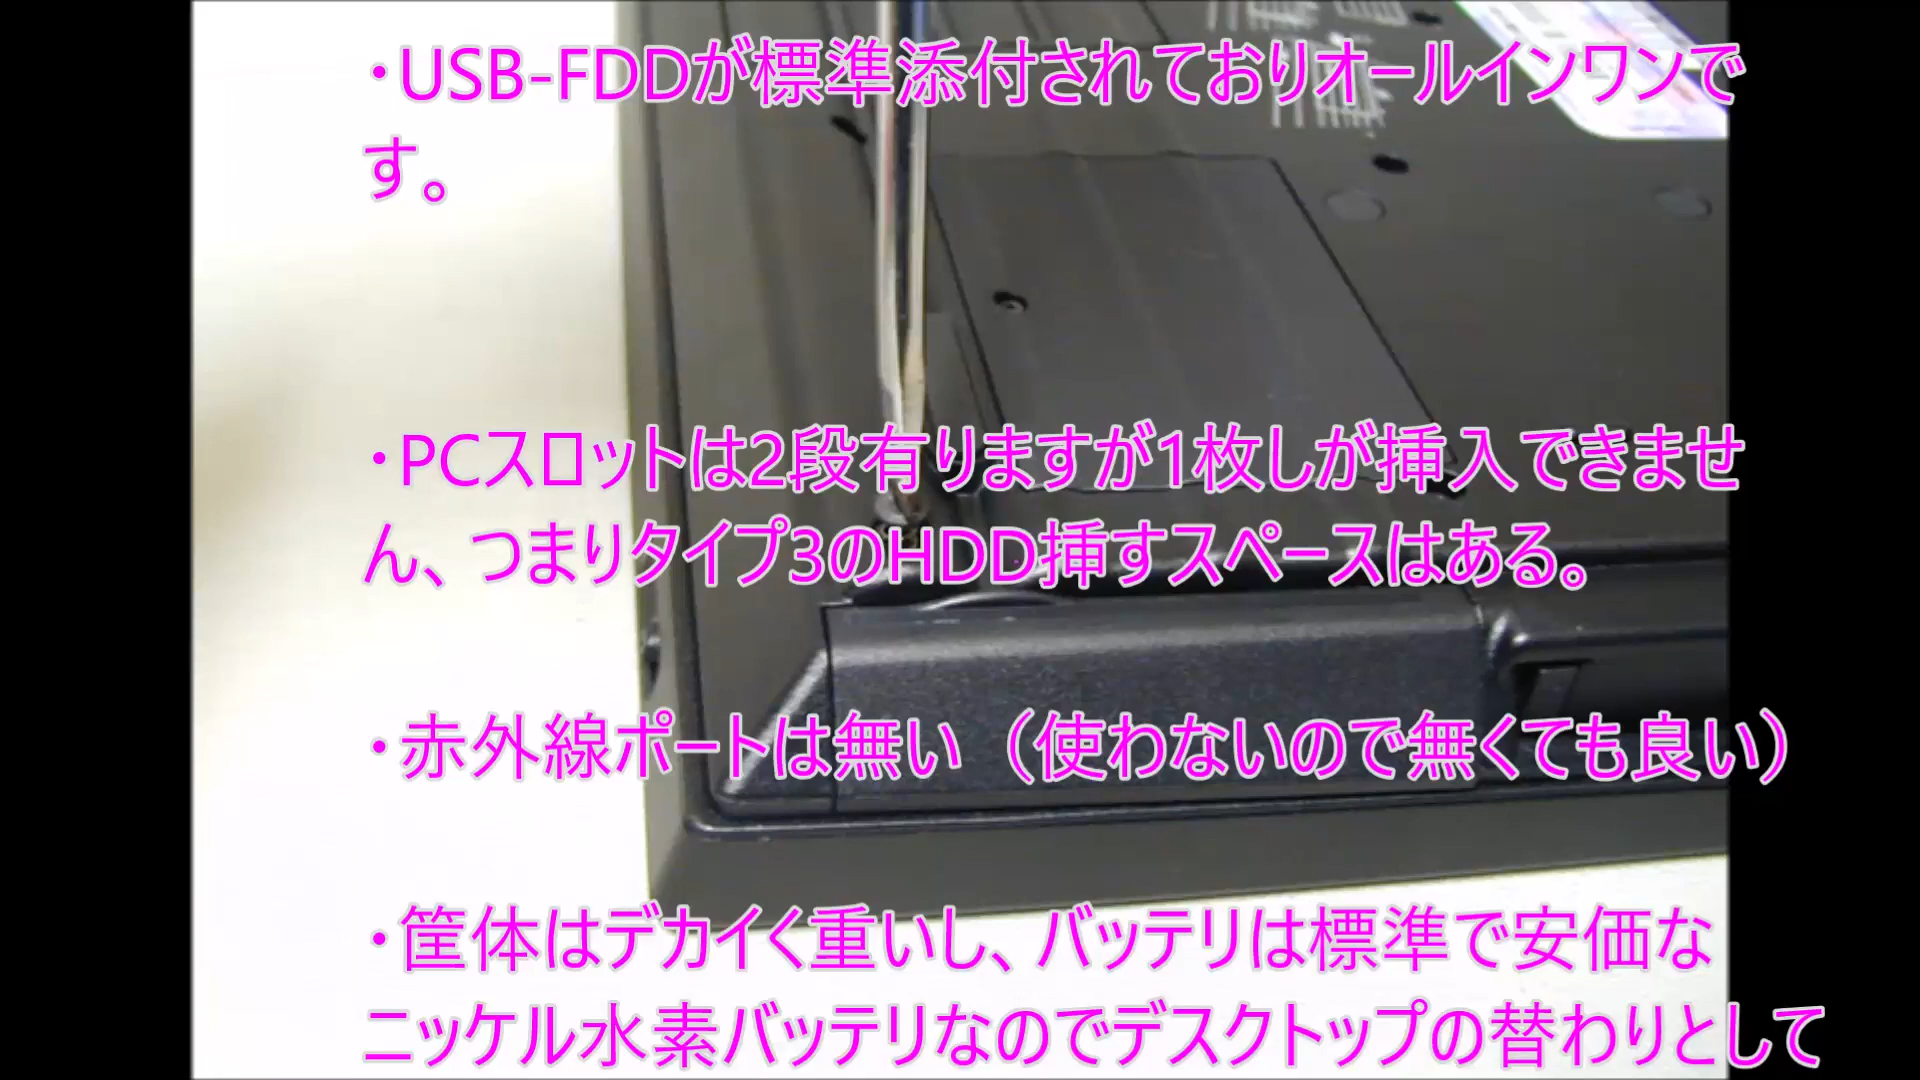 ・USB-FDDが標準添付されておりオールインワンで
す。
・PCスロットは2段有りますが1枚しが挿入できませ
ん、つまりタイプ3のHDD挿すスペースはある。
・赤外線ポートは無い（使わないので無くても良い）
・筐体はデカイく重いし、バッテリは標準で安価な
ニッケル水素バッテリなのでデスクトップの替わりとして